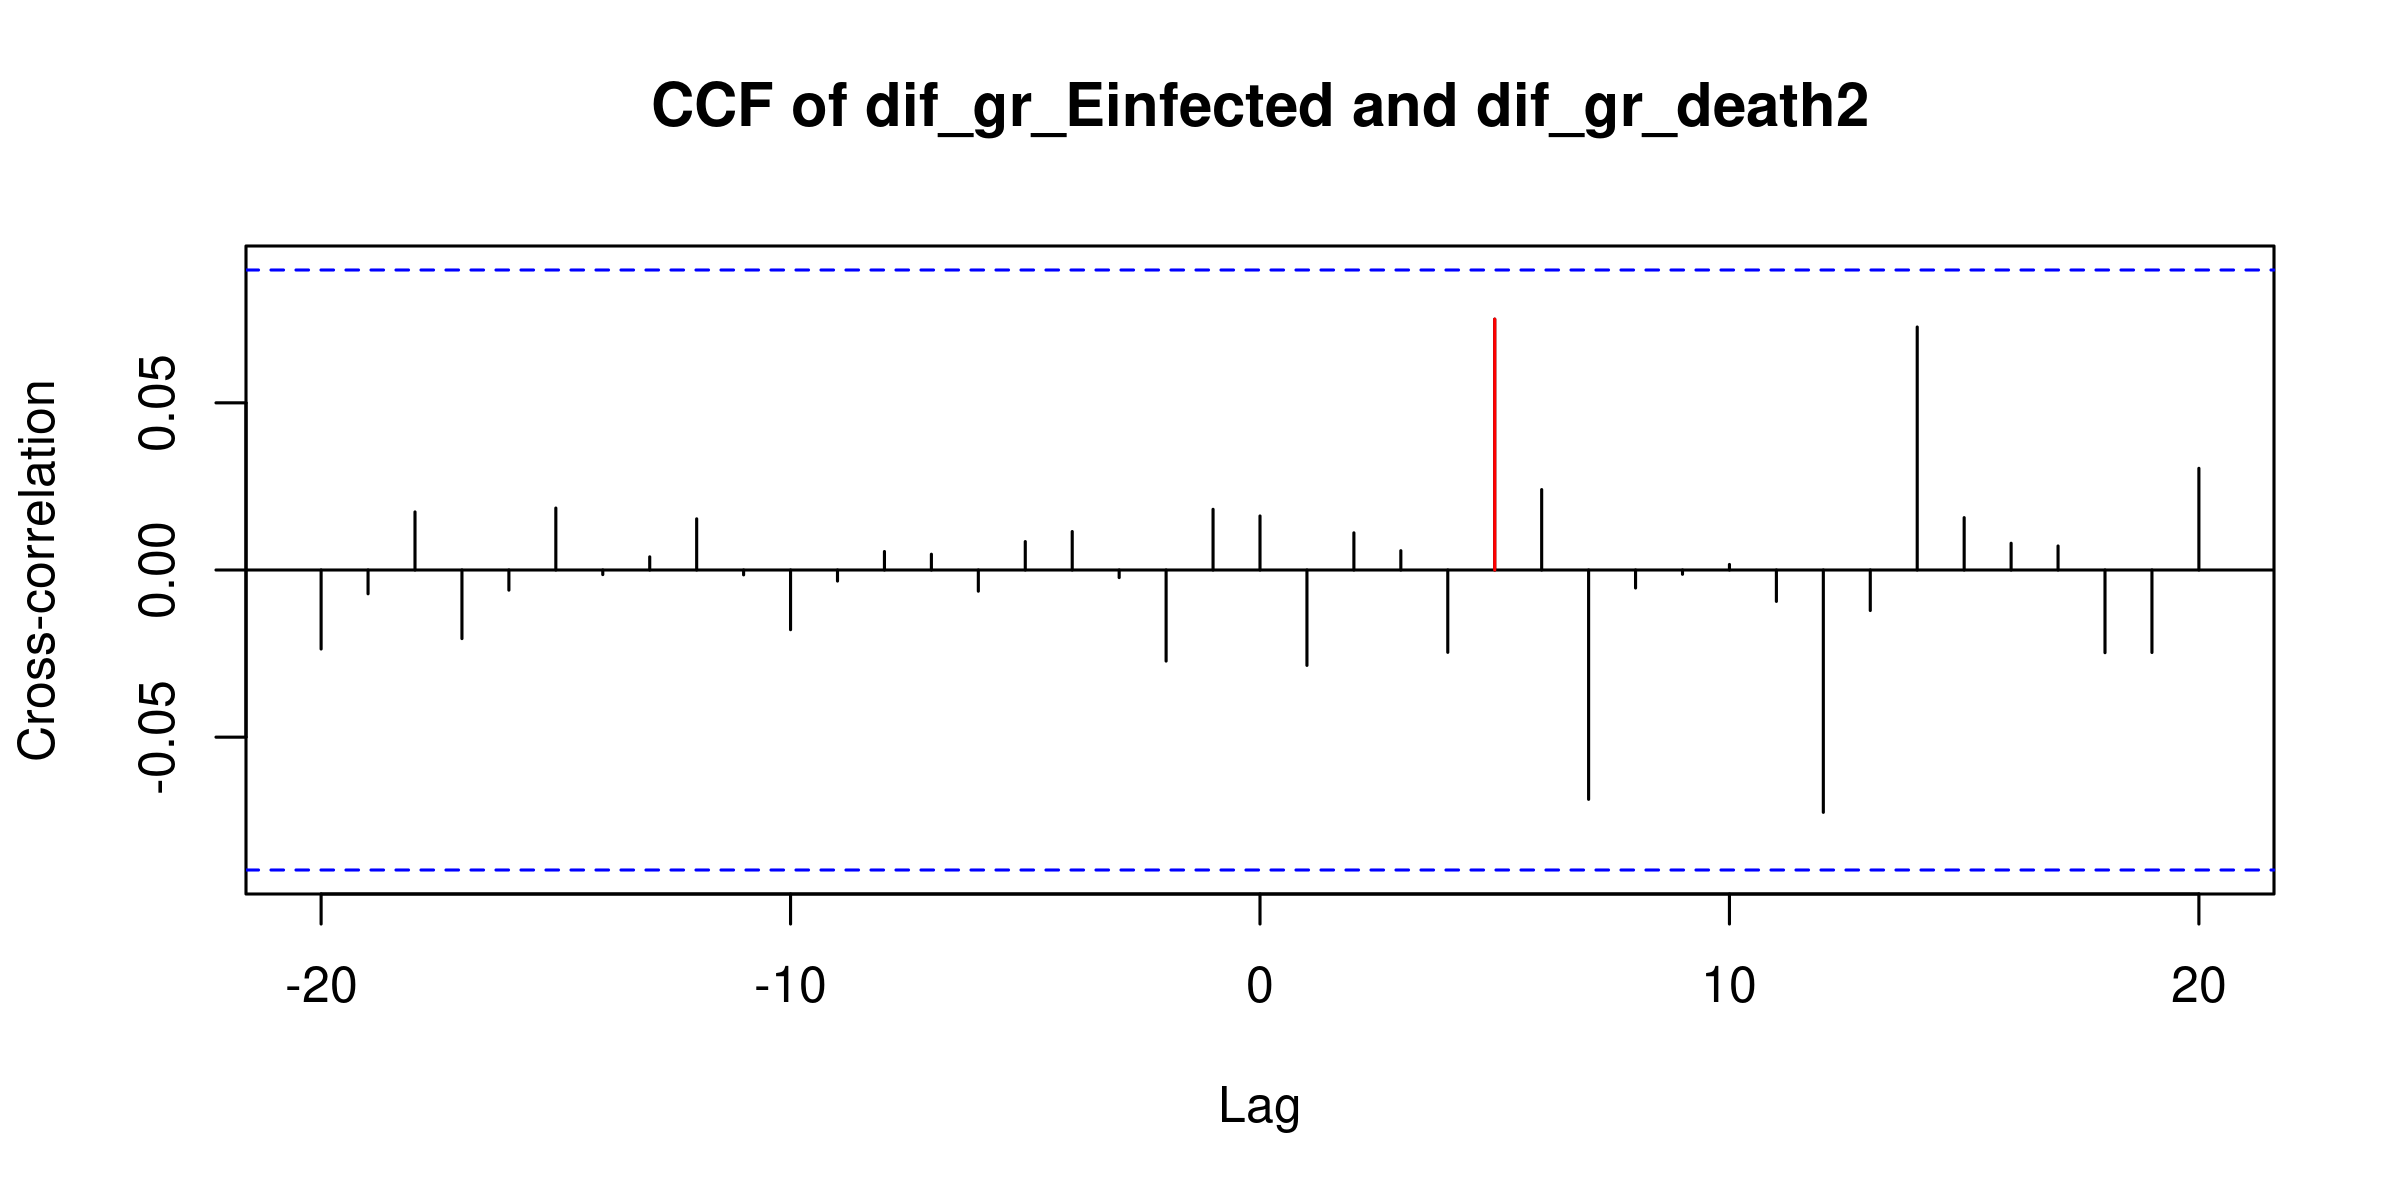 CCF of dif_gr_Einfected and dif_gr_death2
Cross-correlation
0.05
0.00
-0.05
-20 -10 0 10 20
Lag